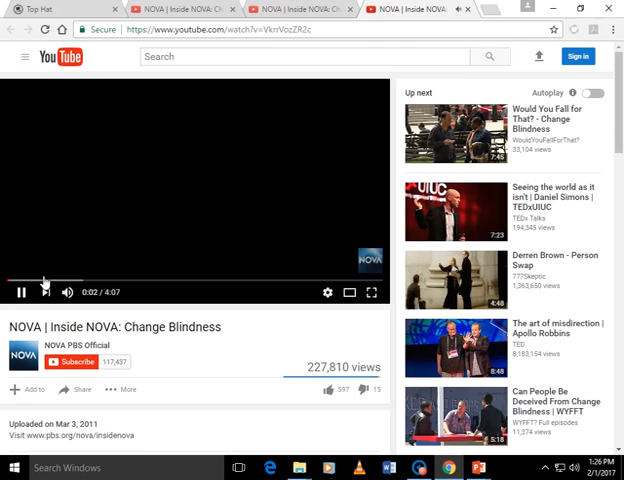 Top Hat
NOVA | Inside NOVA: Ch
NOVA | Inside NOVA: Ch
NOVA | Inside NOVA
Secure
https://www.youtube.com/watch?v=VkrrVozZR2c
YouTube
Search
Sign in
Up next
Autoplay
Would You Fall for
That? - Change
Blindness
WouldYouFallForThat?
33,104 views
7:45
UIUC
Seeing the world as it
isn't | Daniel Simons |
TEDxUIUC
TEDx Talks
194,345 views
7:23
Derren Brown - Person
Swap
777Skeptic
1,363,650 views
4:48
The art of misdirection |
Apollo Robbins
TED
8,183,154 views
8:48
Can People Be
Deceived From Change
Blindness | WYFFT
WYFFT? Full episodes
11,374 views
5:18
NOVA
0:02 / 4:07
NOVA | Inside NOVA: Change Blindness
NOVA
NOVA PBS Official
Subscribe
117,437
227,810 views
Add to
Share
More
597
15
Uploaded on Mar 3, 2011
Visit www.pbs.org/nova/insidenova
Search Windows
1:26 PM
2/1/2017